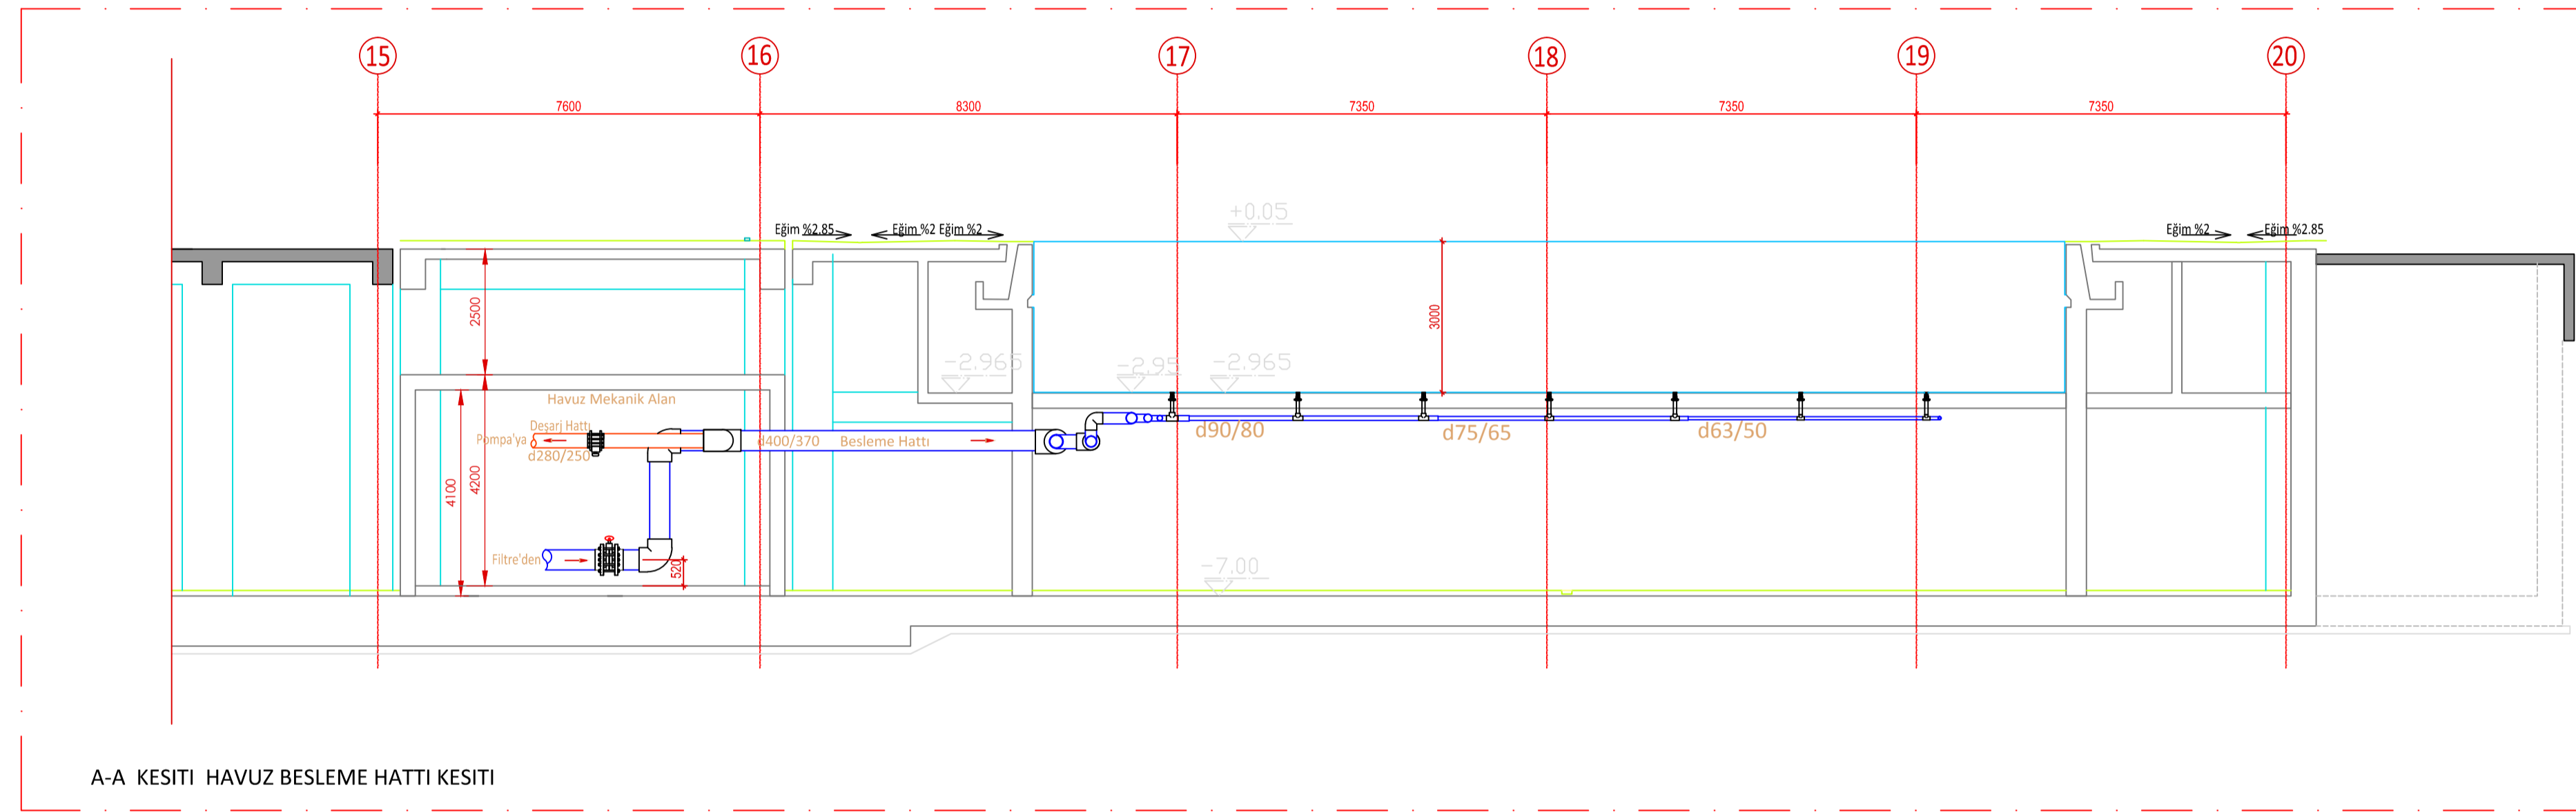 15 16 17 18 19 20
7600 8300 7350 7350 7350
+0.05
Eğim %2.85 Eğim %2 Eğim %2 Eğim %2 Eğim %2.85
2500
3000
-2.965 -2.95 -2.965
Havuz Mekanik Alan
Deşarj Hattı
Pompa'ya
d280/250
d400/370 Besleme Hattı
d90/80 d75/65 d63/50
4100
4200
Filtre'den
520
-7.00
A-A KESITI HAVUZ BESLEME HATTI KESITI